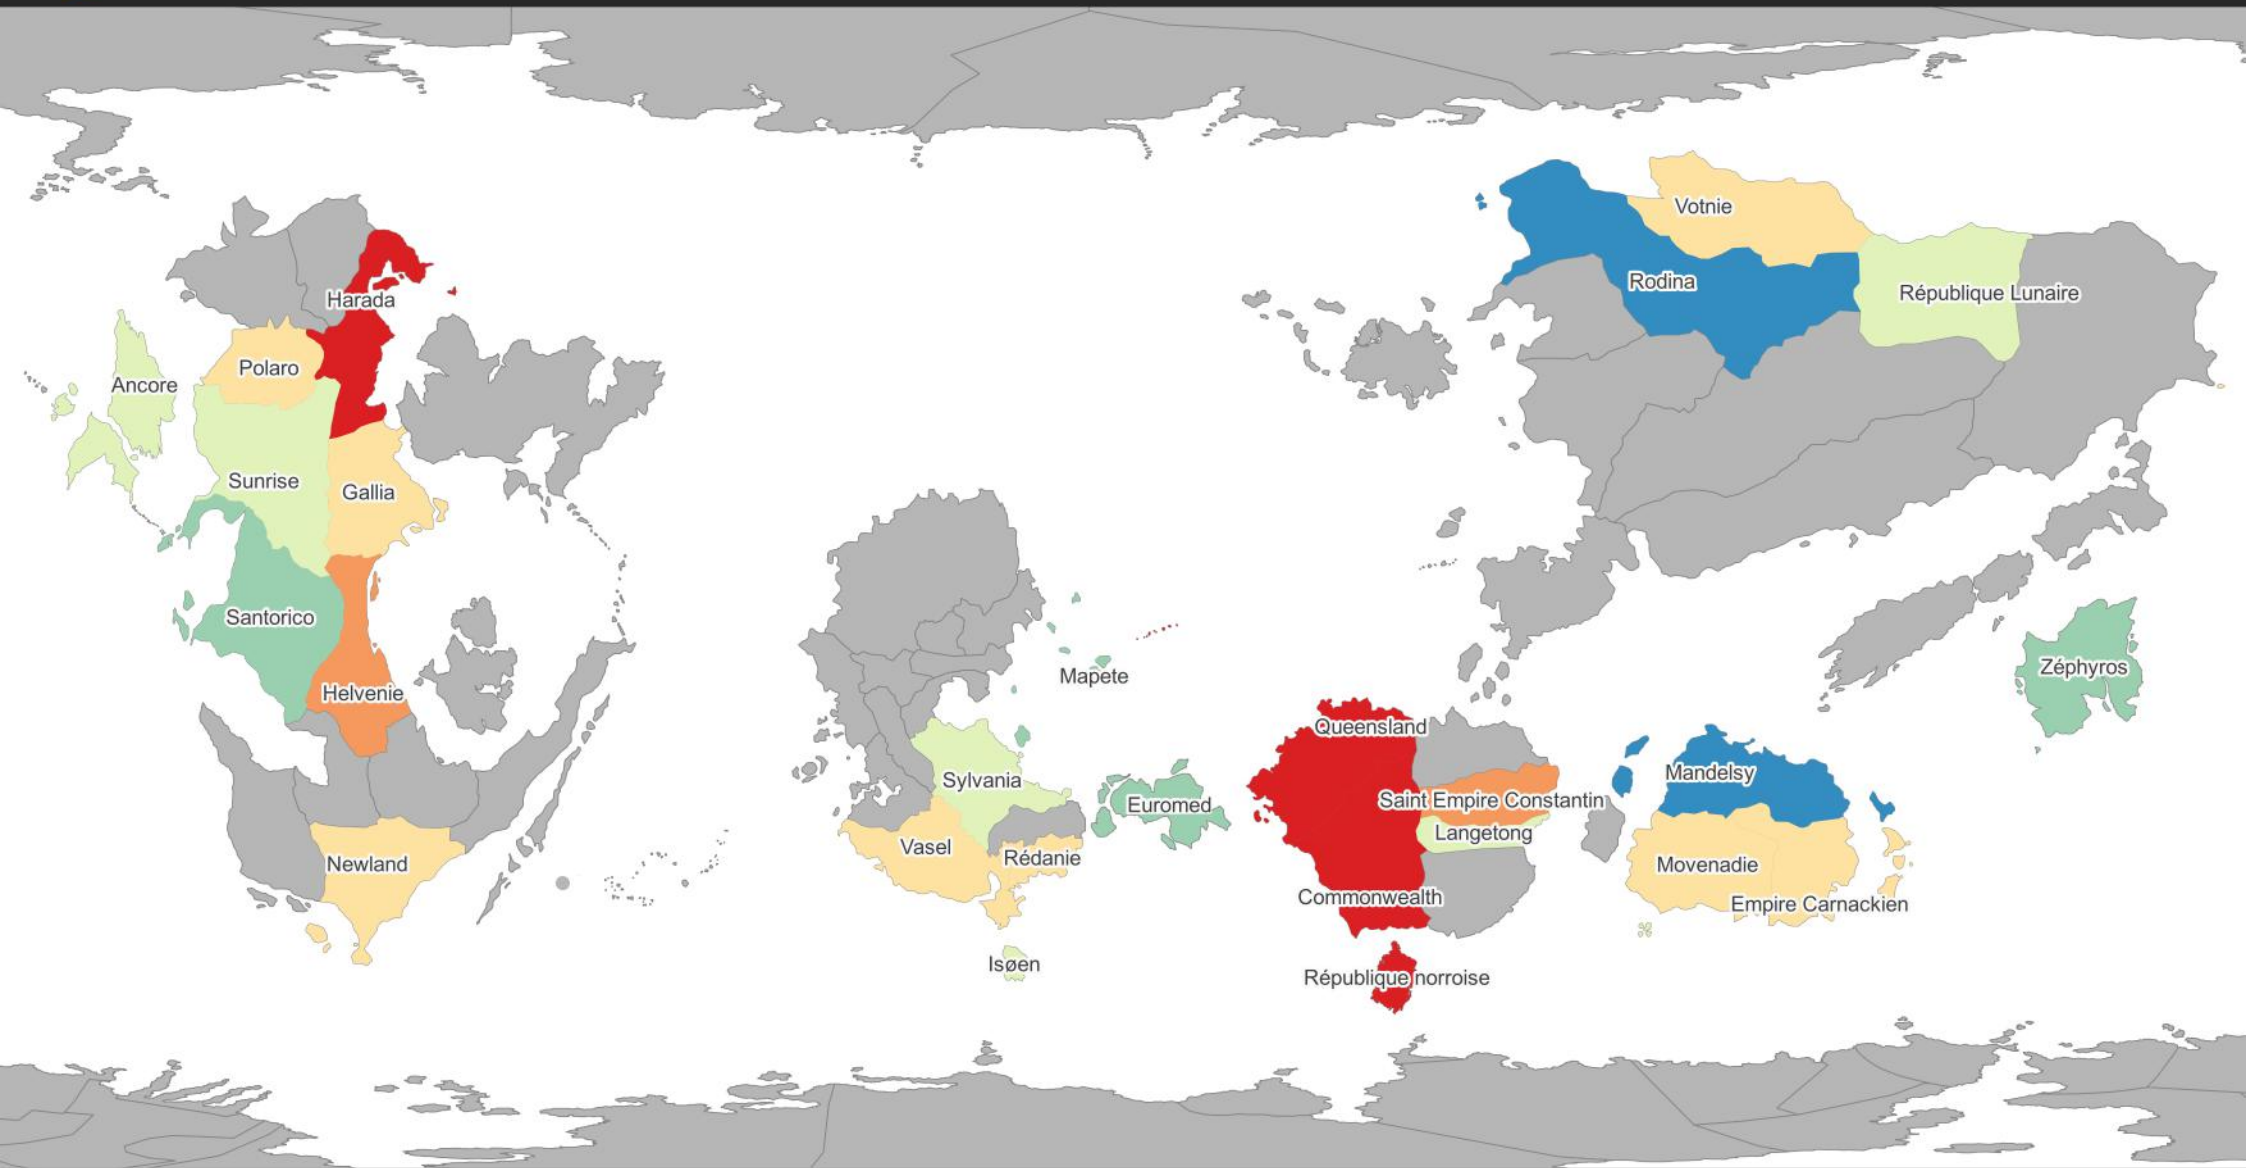 Votnie
Rodina
République Lunaire
Harada
Polaro
Ancore
Sunrise
Gallia
Santorico
Helvenie
Newland
Mapete
Sylvania
Euromed
Vasel
Rédanie
Isøen
Queensland
Saint Empire Constantin
Langetong
Commonwealth
République norroise
Zéphyros
Mandelsy
Movenadie
Empire Carnackien